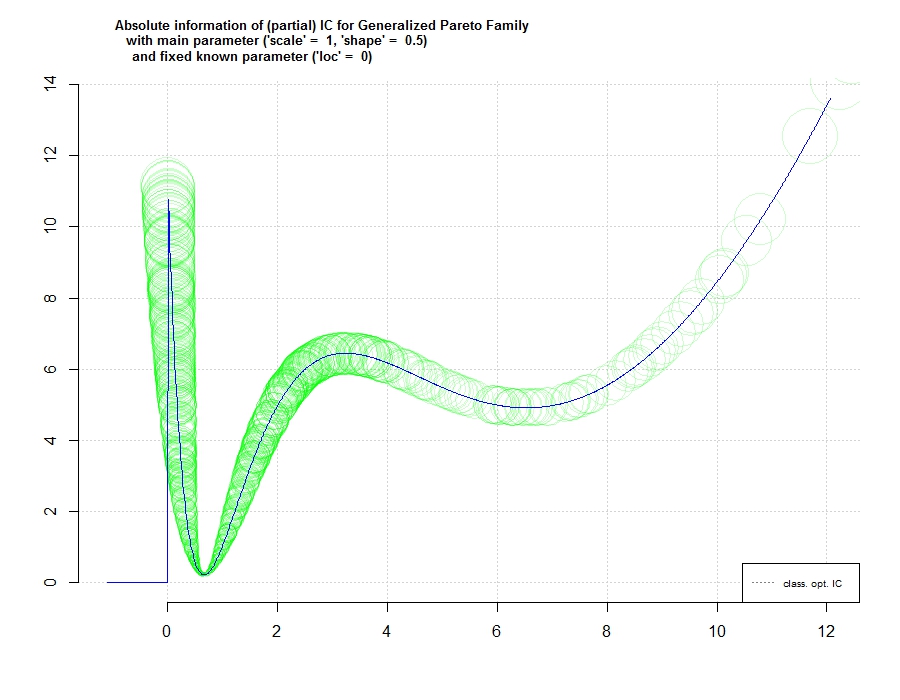 Absolute information of (partial) IC for Generalized Pareto Family
with main parameter ('scale' = 1, 'shape' = 0.5)
and fixed known parameter ('loc' = 0)
14
12
10
8
6
4
2
0
class. opt. IC
0 2 4 6 8 10 12